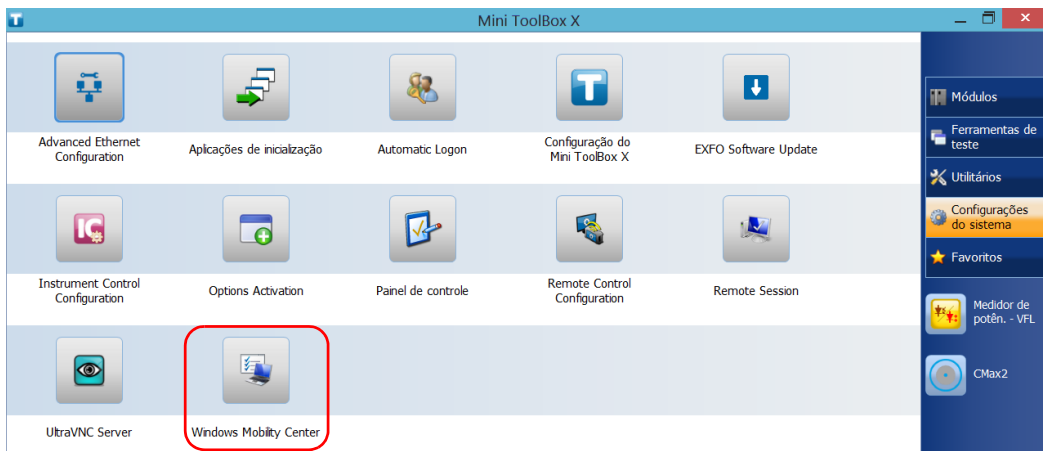 Mini ToolBox X
Advanced Ethernet
Configuration
Aplicações de inicialização
Automatic Logon
Configuração do
Mini ToolBox X
EXFO Software Update
Instrument Control
Configuration
Options Activation
Painel de controle
Remote Control
Configuration
Remote Session
UltraVNC Server
Windows Mobility Center
Módulos
Ferramentas de
teste
Utilitários
Configurações
do sistema
Favoritos
Medidor de
potên. - VFL
CMax2